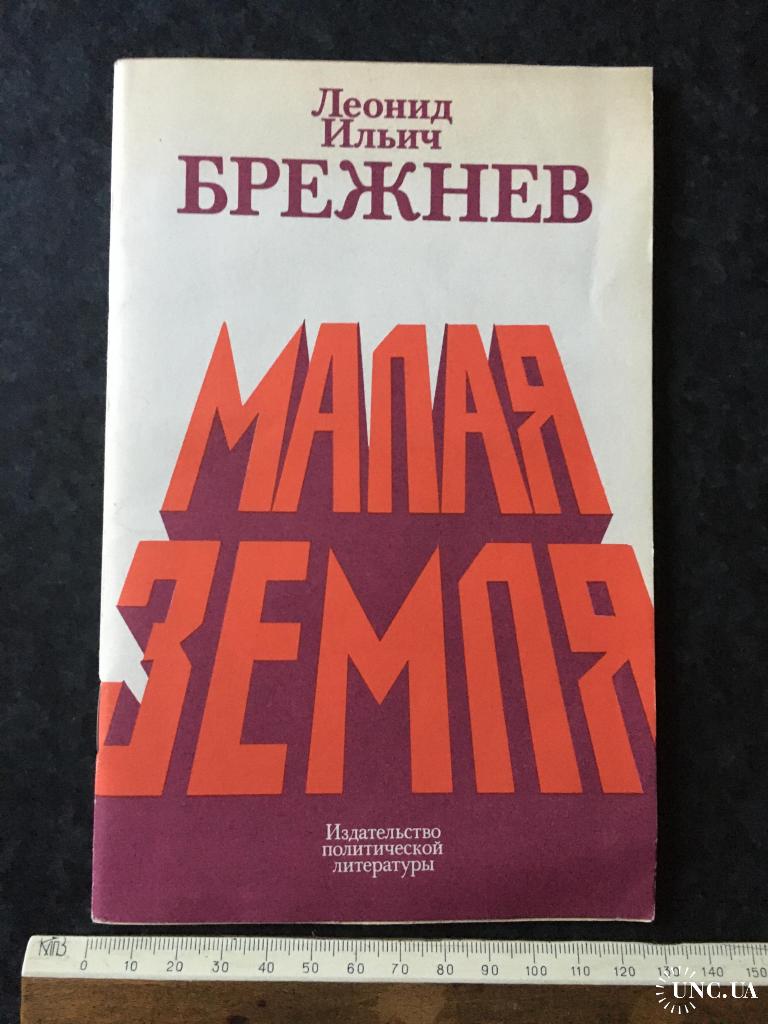 Леонид
Ильич
БРЕЖНЕВ
МАЛАЯ
ЗЕМЛЯ
Издательство
политической
литературы
0 10 20 30 40 50 60 70 80 90 100 110 120 130 140 150
UNC.UA